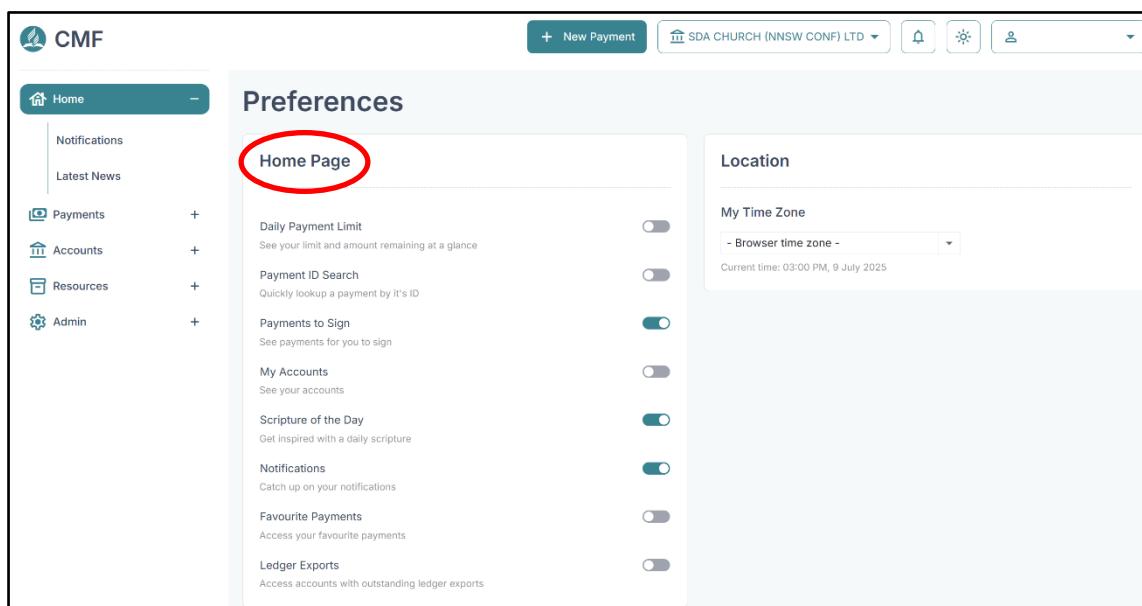 CMF
+ New Payment
SDA CHURCH (NNSW CONF) LTD
Home
Notifications
Latest News
Payments +
Accounts +
Resources +
Admin +
Preferences
Home Page
Daily Payment Limit
See your limit and amount remaining at a glance
Payment ID Search
Quickly lookup a payment by it's ID
Payments to Sign
See payments for you to sign
My Accounts
See your accounts
Scripture of the Day
Get inspired with a daily scripture
Notifications
Catch up on your notifications
Favourite Payments
Access your favourite payments
Ledger Exports
Access accounts with outstanding ledger exports
Location
My Time Zone
- Browser time zone -
Current time: 03:00 PM, 9 July 2025